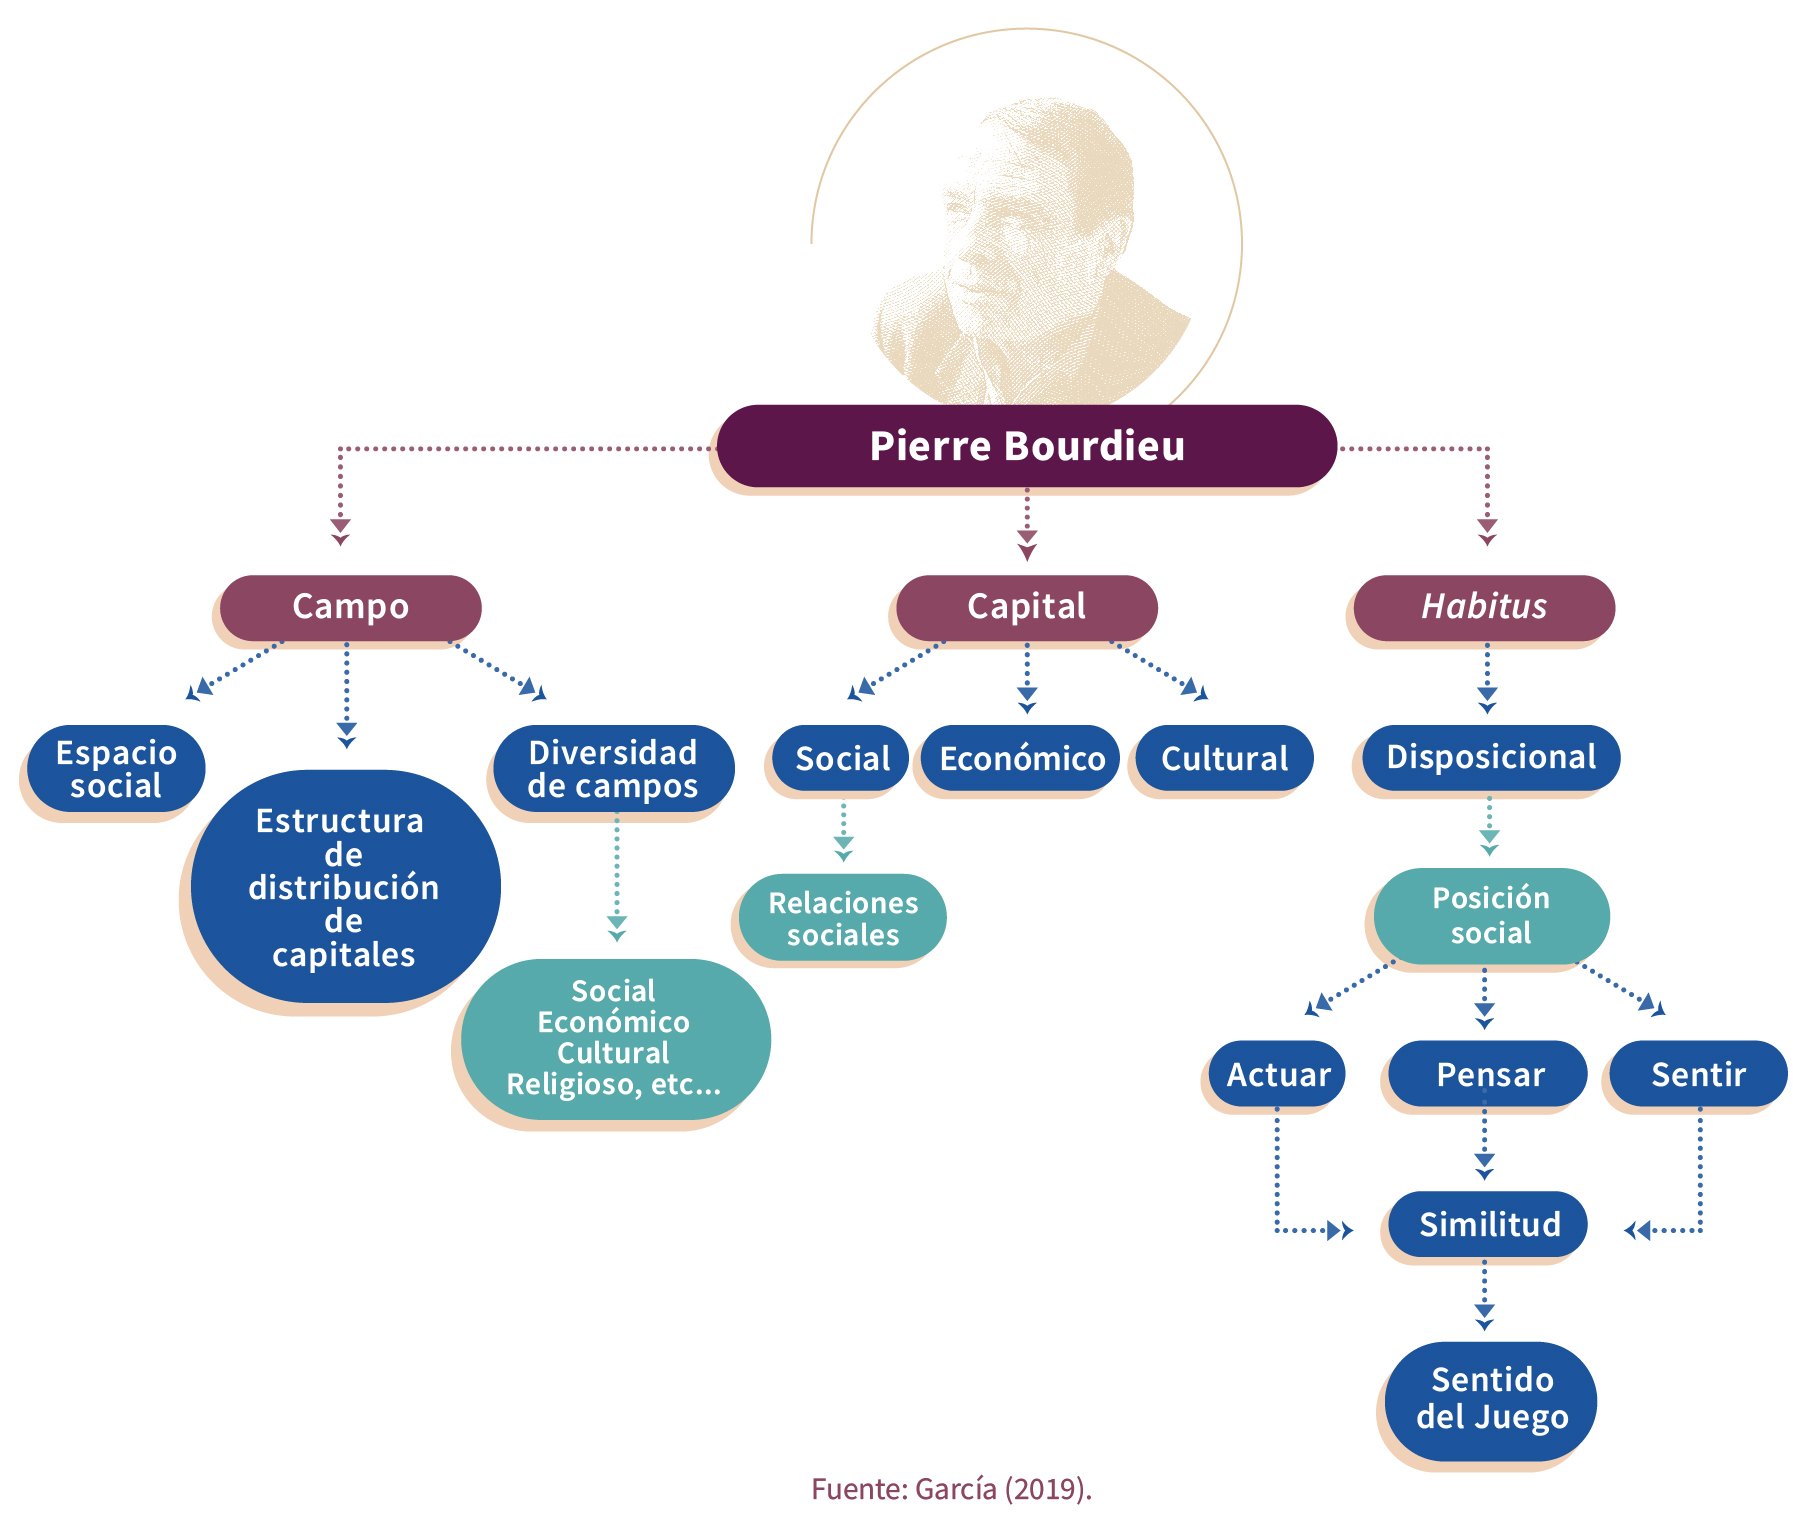 Pierre Bourdieu
Campo
Capital
Habitus
Espacio
social
Estructura
de
distribución
de
capitales
Diversidad
de campos
Social
Económico
Cultural
Religioso, etc...
Social
Económico
Cultural
Relaciones
sociales
Disposicional
Posición
social
Actuar
Pensar
Sentir
Similitud
Sentido
del Juego
Fuente: García (2019).